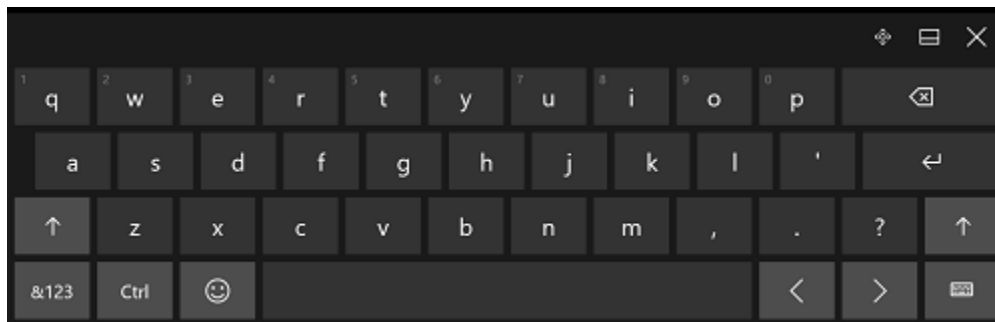 1 q 2 w 3 e 4 r 5 t 6 y 7 u 8 i 9 o 0 p
a s d f g h j k l '
z x c v b n m , . ?
&123 Ctrl